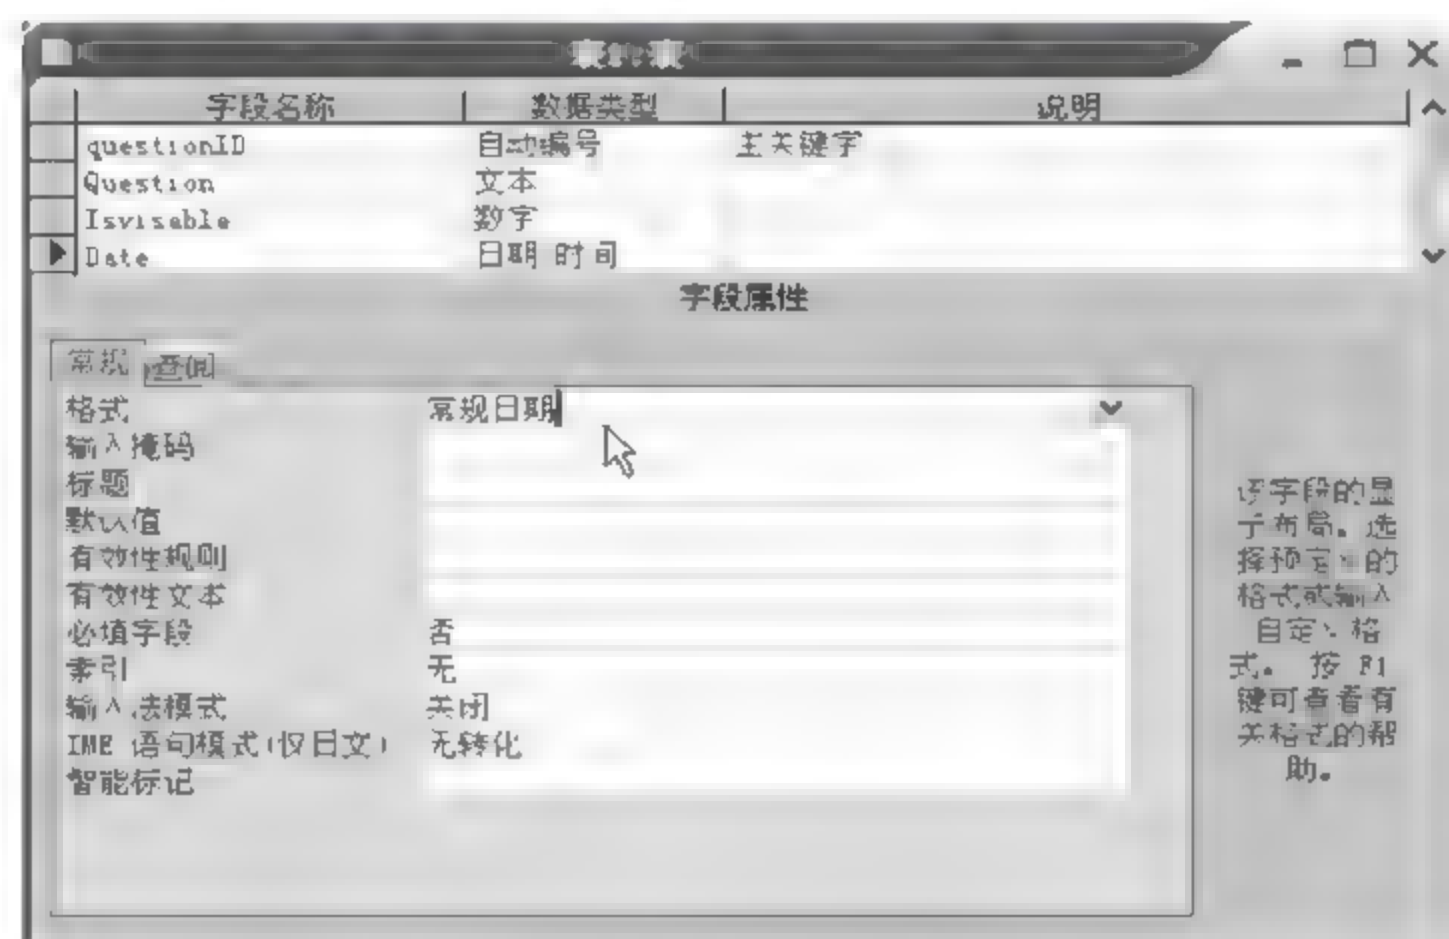 字段名称 数据类型 说明
questionID 自动编号 主关键字
Question 文本
Isvisable 数字
Date 日期 时间
字段属性
常规 查阅
格式 常规日期
输入掩码
标题
默认值
有效性规则
有效性文本
必填字段 否
索引 无
输入法模式 关闭
IME 语句模式(仅日文) 无转化
智能标记
该字段的显
示布局。选
择预定义的
格式或输入
自定义格
式。 按 F1
键可查看有
关格式的帮
助。